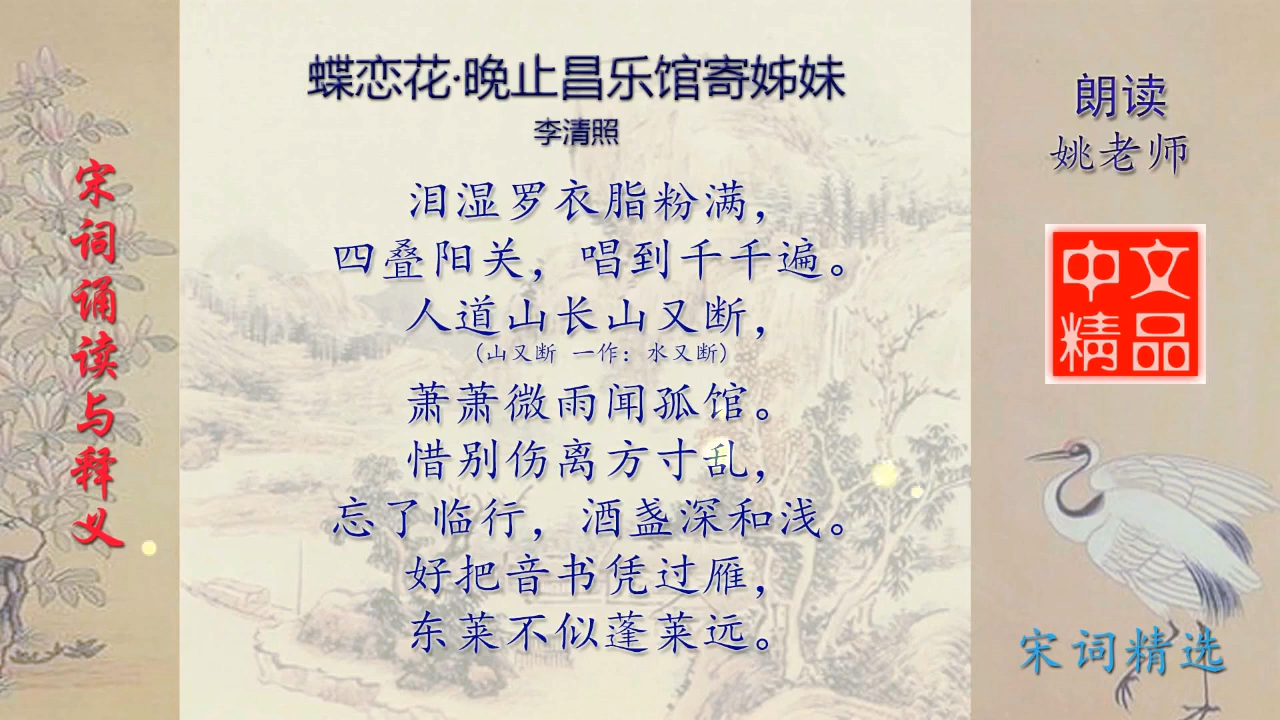 宋词诵读与释义
蝶恋花·晚止昌乐馆寄姊妹
李清照
泪湿罗衣脂粉满，
四叠阳关，唱到千千遍。
人道山长山又断，
(山又断 一作：水又断)
萧萧微雨闻孤馆。
惜别伤离方寸乱，
忘了临行，酒盏深和浅。
好把音书凭过雁，
东莱不似蓬莱远。
朗读
姚老师
中文
精品
宋词精选